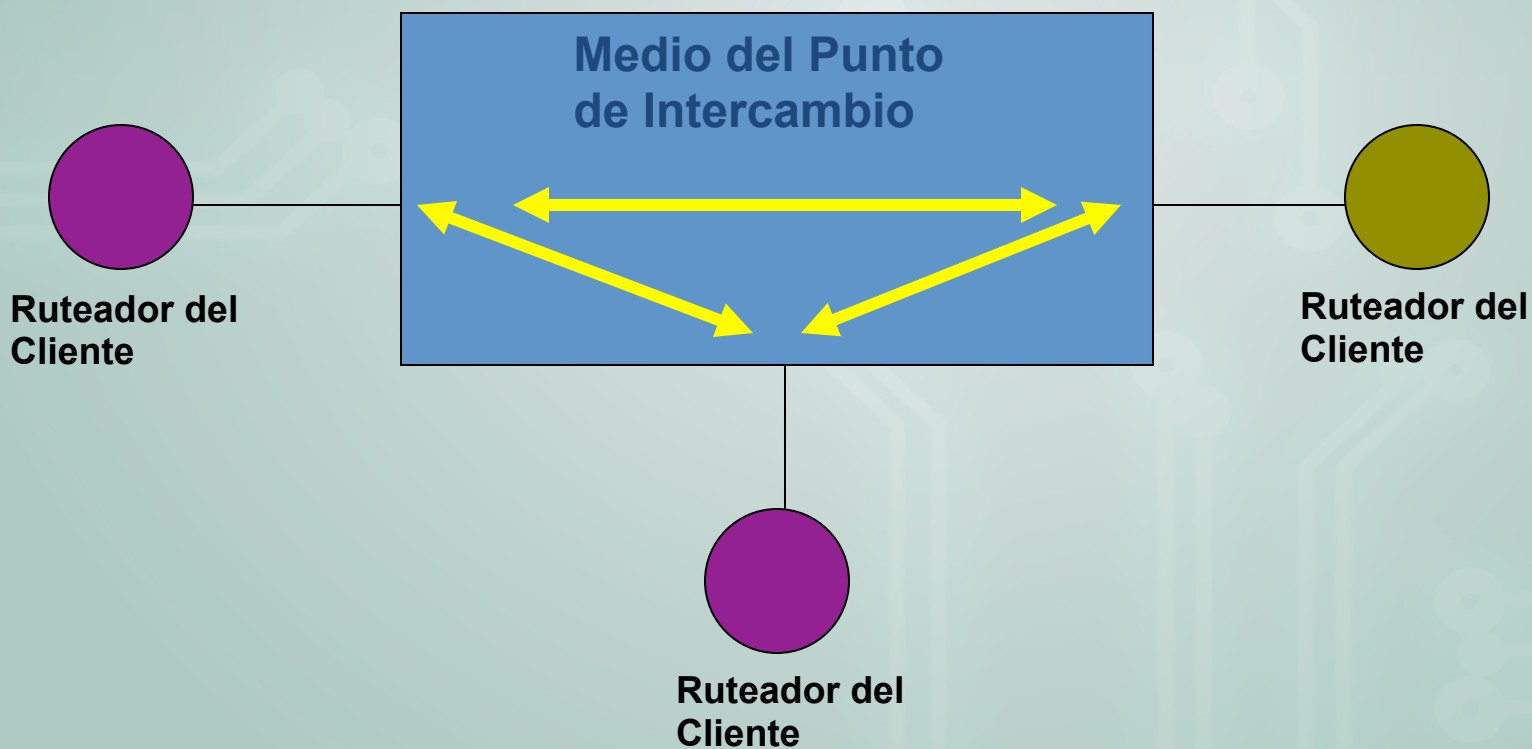 Medio del Punto
de Intercambio
Ruteador del
Cliente
Ruteador del
Cliente
Ruteador del
Cliente